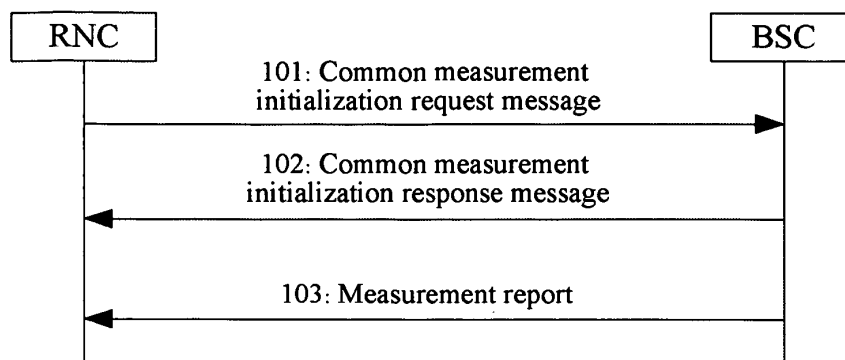 RNC
BSC
101: Common measurement
initialization request message
102: Common measurement
initialization response message
103: Measurement report